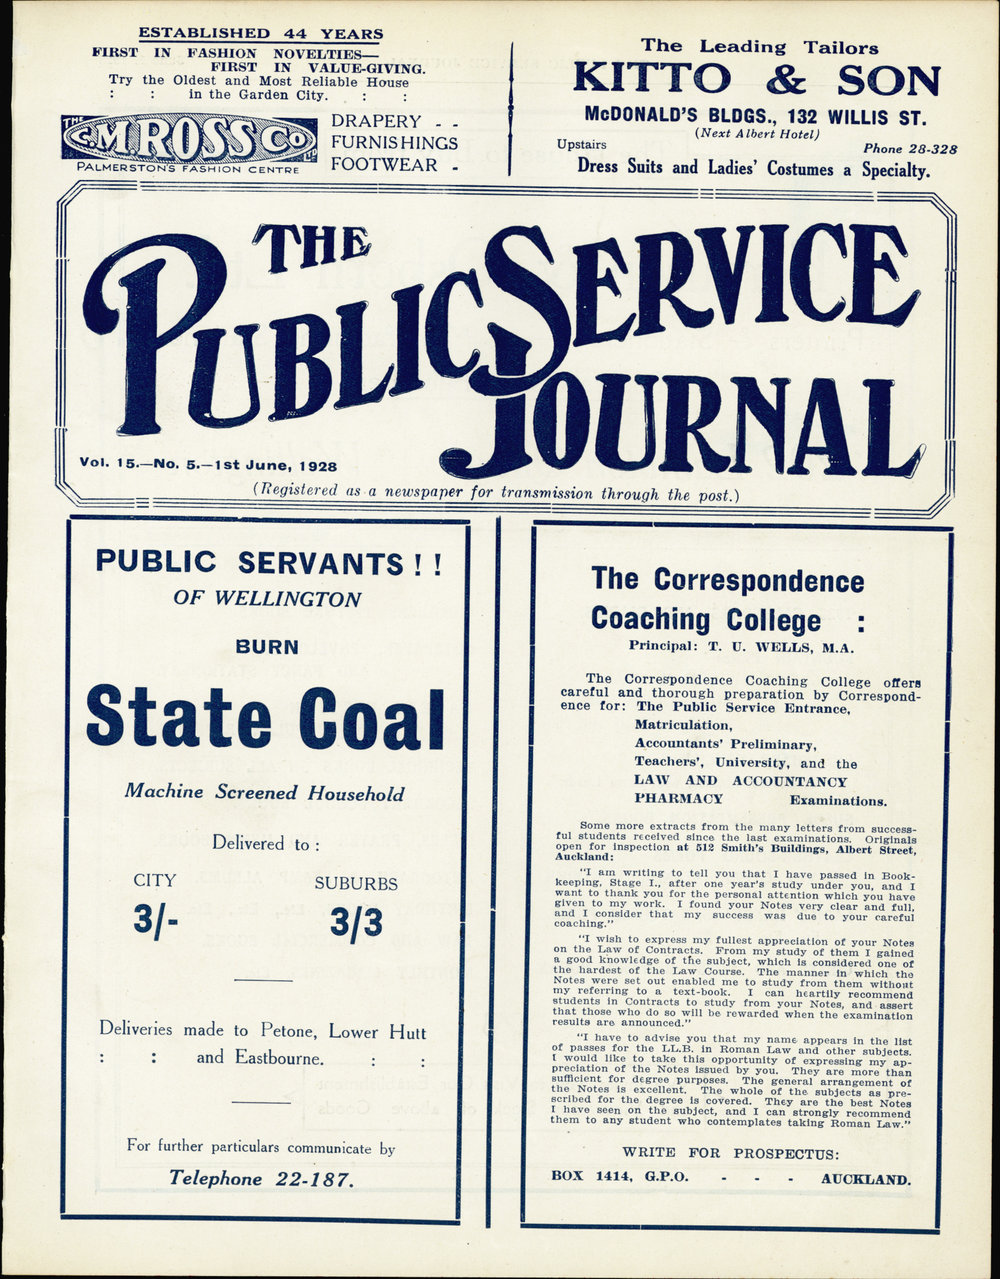 ESTABLISHED 44 YEARS
FIRST IN FASHION NOVELTIES—
FIRST IN VALUE-GIVING.
Try the Oldest and Most Reliable House
: : in the Garden City. : :
THE C.M. ROSS Co LTD
PALMERSTON'S FASHION CENTRE
DRAPERY - -
FURNISHINGS
FOOTWEAR -
The Leading Tailors
KITTO & SON
McDONALD'S BLDGS., 132 WILLIS ST.
(Next Albert Hotel)
Upstairs Phone 28-328
Dress Suits and Ladies' Costumes a Specialty.
THE
PUBLIC SERVICE
JOURNAL
Vol. 15.—No. 5.—1st June, 1928
(Registered as a newspaper for transmission through the post.)
PUBLIC SERVANTS ! !
OF WELLINGTON
BURN
State Coal
Machine Screened Household
Delivered to :
CITY SUBURBS
3/- 3/3
Deliveries made to Petone, Lower Hutt
: : and Eastbourne. : :
For further particulars communicate by
Telephone 22-187.
The Correspondence
Coaching College :
Principal: T. U. WELLS, M.A.
The Correspondence Coaching College offers
careful and thorough preparation by Correspond-
ence for: The Public Service Entrance,
Matriculation,
Accountants' Preliminary,
Teachers', University, and the
LAW AND ACCOUNTANCY
PHARMACY Examinations.
Some more extracts from the many letters from success-
ful students received since the last examinations. Originals
open for inspection at 512 Smith's Buildings, Albert Street,
Auckland:
"I am writing to tell you that I have passed in Book-
keeping, Stage I., after one year's study under you, and I
want to thank you for the personal attention which you have
given to my work. I found your Notes very clear and full,
and I consider that my success was due to your careful
coaching."
"I wish to express my fullest appreciation of your Notes
on the Law of Contracts. From my study of them I gained
a good knowledge of the subject, which is considered one of
the hardest of the Law Course. The manner in which the
Notes were set out enabled me to study from them without
my referring to a text-book. I can heartily recommend
students in Contracts to study from your Notes, and assert
that those who do so will be rewarded when the examination
results are announced."
"I have to advise you that my name appears in the list
of passes for the LL.B. in Roman Law and other subjects.
I would like to take this opportunity of expressing my ap-
preciation of the Notes issued by you. They are more than
sufficient for degree purposes. The general arrangement of
the Notes is excellent. The whole of the subjects as pre-
scribed for the degree is covered. They are the best Notes
I have seen on the subject, and I can strongly recommend
them to any student who contemplates taking Roman Law."
WRITE FOR PROSPECTUS:
BOX 1414, G.P.O. - - - AUCKLAND.